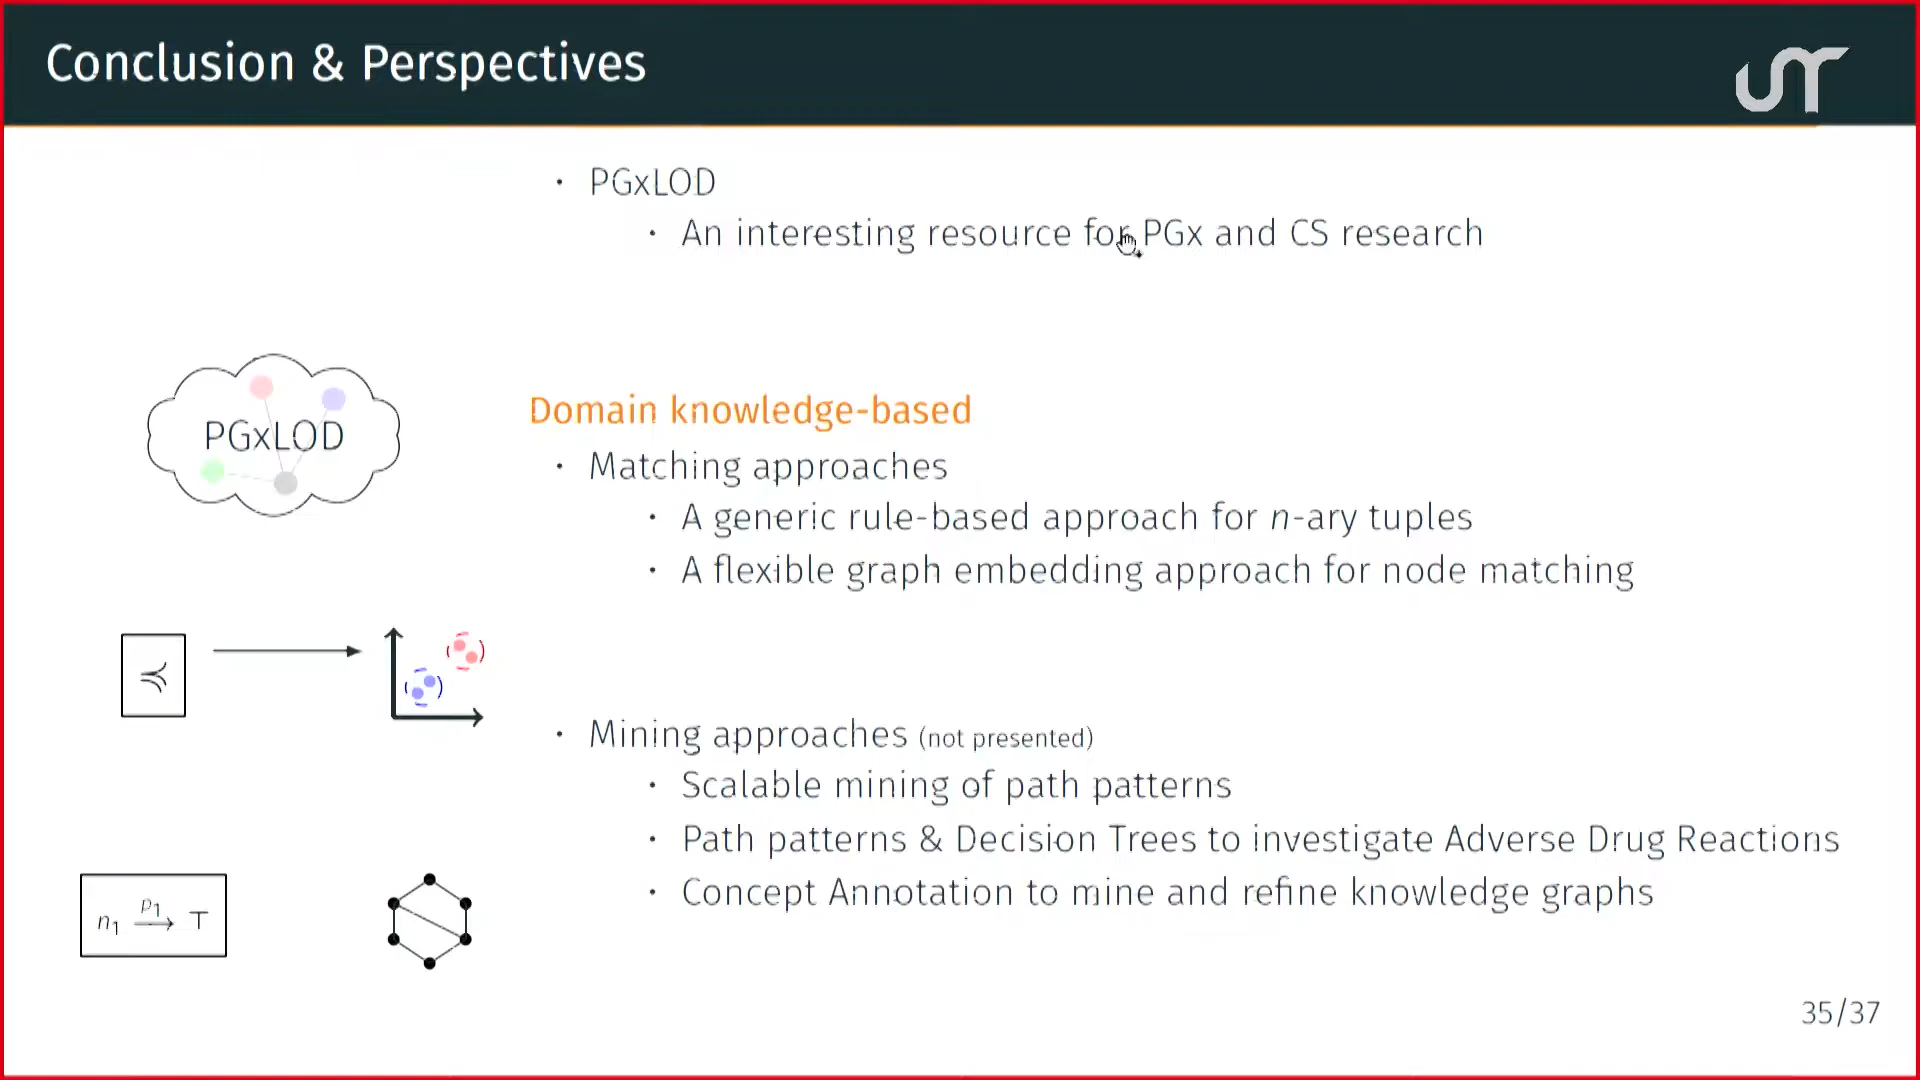 Conclusion & Perspectives
• PGxLOD
• An interesting resource for PGx and CS research
PGxLOD
Domain knowledge-based
• Matching approaches
• A generic rule-based approach for n-ary tuples
• A flexible graph embedding approach for node matching
≼
• Mining approaches (not presented)
• Scalable mining of path patterns
• Path patterns & Decision Trees to investigate Adverse Drug Reactions
• Concept Annotation to mine and refine knowledge graphs
n₁ p₁→ ⊤
35/37